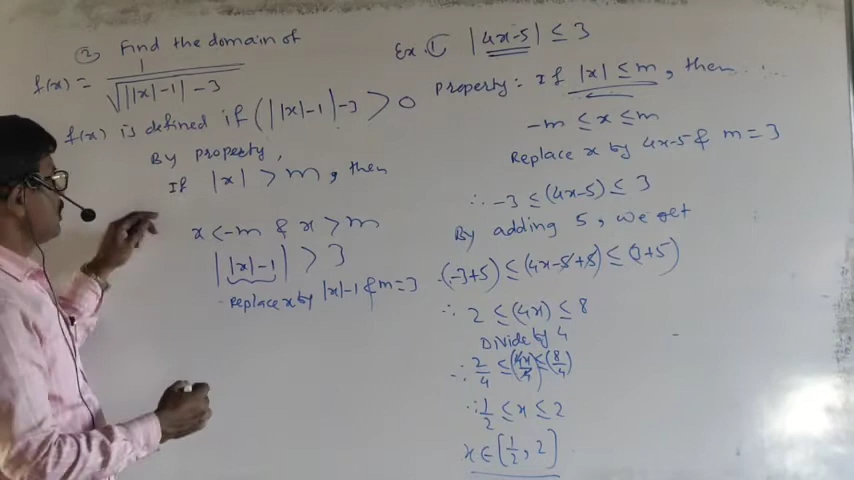 ② Find the domain of
f(x) = 1/√(||x|-1| - 3)
f(x) is defined if (||x|-1|-3 > 0
By property,
If |x| > m, then
x < -m & x > m
||x|-1| > 3
replace x by |x|-1 & m = 3
Ex. ① |4x-5| ≤ 3
Property: If |x| ≤ m, then....
-m ≤ x ≤ m
Replace x by 4x-5 & m = 3
∴ -3 ≤ (4x-5) ≤ 3
By adding 5, we get
(-3+5) ≤ (4x-5+5) ≤ (3+5)
∴ 2 ≤ (4x) ≤ 8
Divide by 4
∴ 2/4 ≤ (4x/4) ≤ (8/4)
∴ 1/2 ≤ x ≤ 2
x ∈ [1/2, 2]